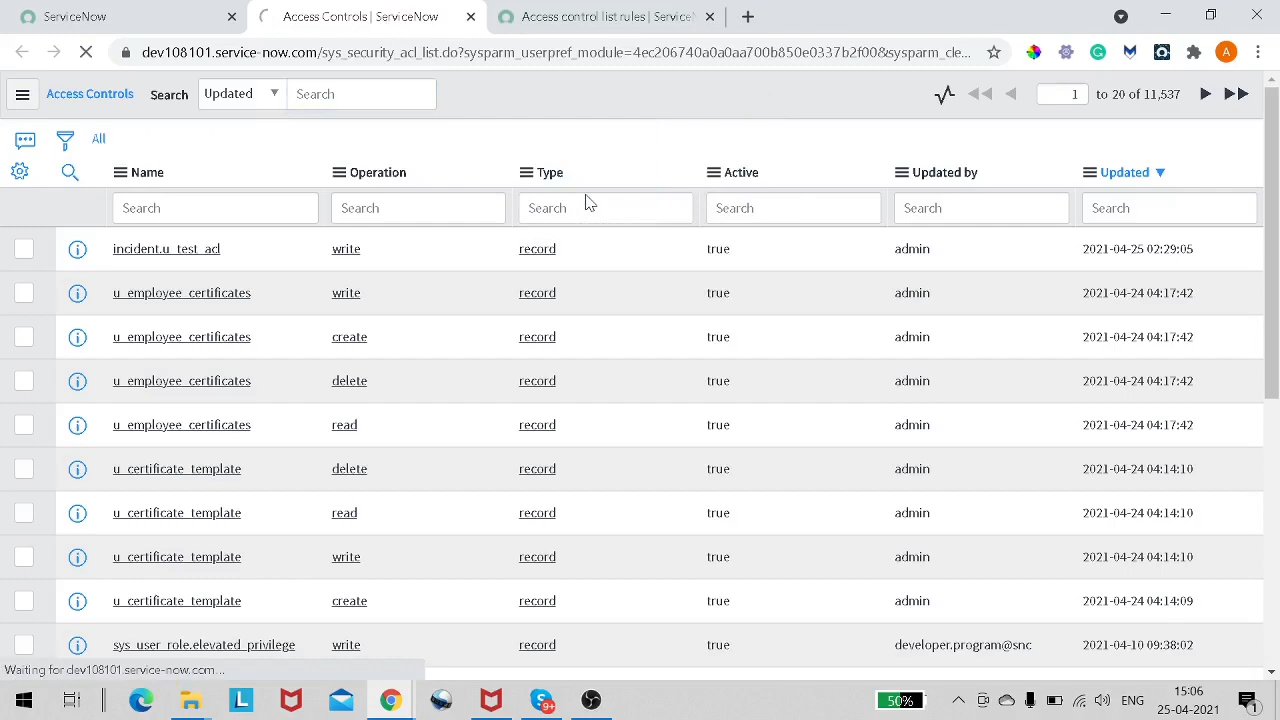 ServiceNow
Access Controls | ServiceNow
Access control list rules | Service
dev108101.service-now.com/sys_security_acl_list.do?sysparm_userpref_module=4ec206740a0a0aa700b850e0337b2f00&sysparm_cle...
A
Access Controls Search Updated Search 1 to 20 of 11,537
All
Name Operation Type Active Updated by Updated
Search Search Search Search Search Search
incident.u_test_acl write record true admin 2021-04-25 02:29:05
u_employee_certificates write record true admin 2021-04-24 04:17:42
u_employee_certificates create record true admin 2021-04-24 04:17:42
u_employee_certificates delete record true admin 2021-04-24 04:17:42
u_employee_certificates read record true admin 2021-04-24 04:17:42
u_certificate_template delete record true admin 2021-04-24 04:14:10
u_certificate_template read record true admin 2021-04-24 04:14:10
u_certificate_template write record true admin 2021-04-24 04:14:10
u_certificate_template create record true admin 2021-04-24 04:14:09
sys_user_role.elevated_privilege write record true developer.program@snc 2021-04-10 09:38:02
Waiting for dev108101.service-now.com...
L
S 9+
50%
ENG
15:06
25-04-2021
1